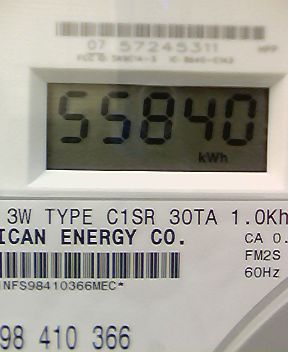 07 57245311
55840
kWh
3W TYPE C1SR 30TA 1.0Kh
ICAN ENERGY CO.
CA 0.
FM2S
60Hz
NFS98410366MEC*
98 410 366